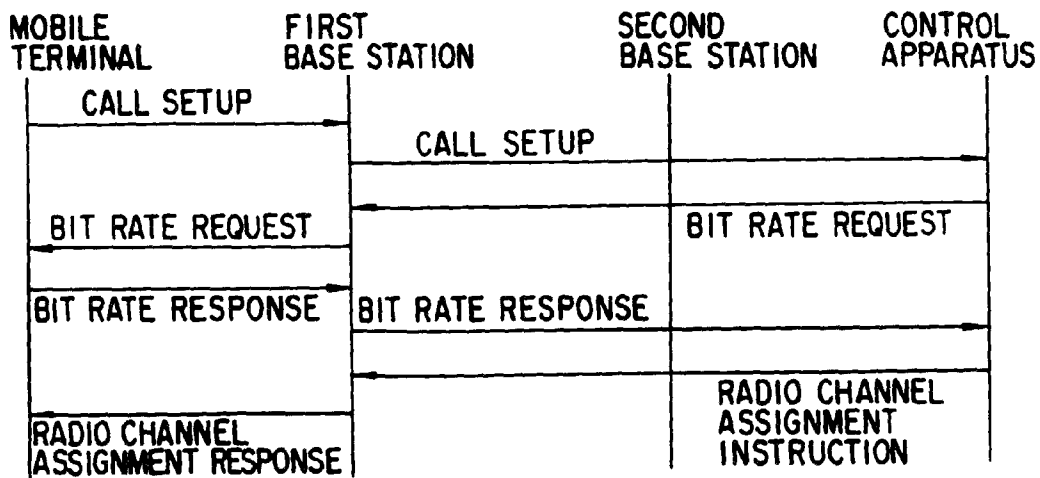 MOBILE TERMINAL
FIRST BASE STATION
SECOND BASE STATION
CONTROL APPARATUS
CALL SETUP
CALL SETUP
BIT RATE REQUEST
BIT RATE REQUEST
BIT RATE RESPONSE
BIT RATE RESPONSE
RADIO CHANNEL
ASSIGNMENT
INSTRUCTION
RADIO CHANNEL
ASSIGNMENT RESPONSE